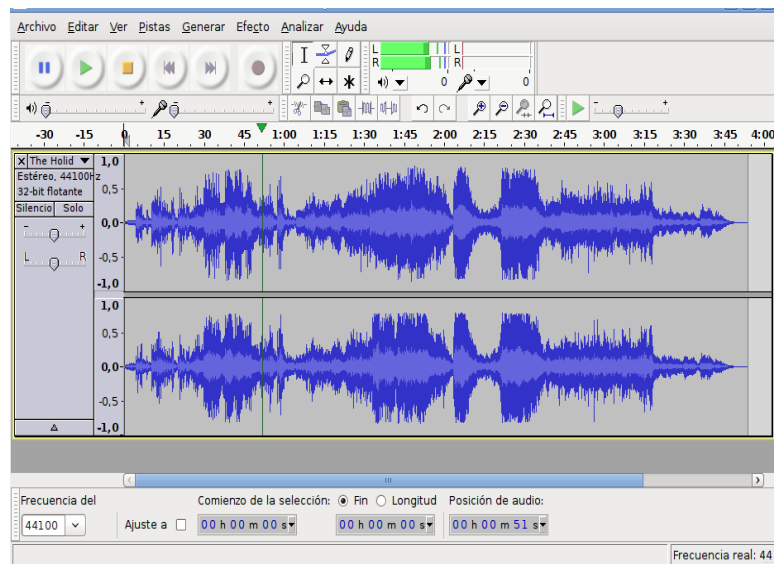 Archivo Editar Ver Pistas Generar Efecto Analizar Ayuda
L L
R R
0 0
- + - + - +
-30 -15 0 15 30 45 1:00 1:15 1:30 1:45 2:00 2:15 2:30 2:45 3:00 3:15 3:30 3:45 4:00
X The Holid 1,0
Estéreo, 44100Hz
32-bit flotante 0,5
Silencio Solo
- + 0,0
L R -0,5
-1,0
1,0
0,5
0,0
-0,5
-1,0
Frecuencia del Comienzo de la selección: Fin Longitud Posición de audio:
44100 Ajuste a 00 h 00 m 00 s 00 h 00 m 00 s 00 h 00 m 51 s
Frecuencia real: 44